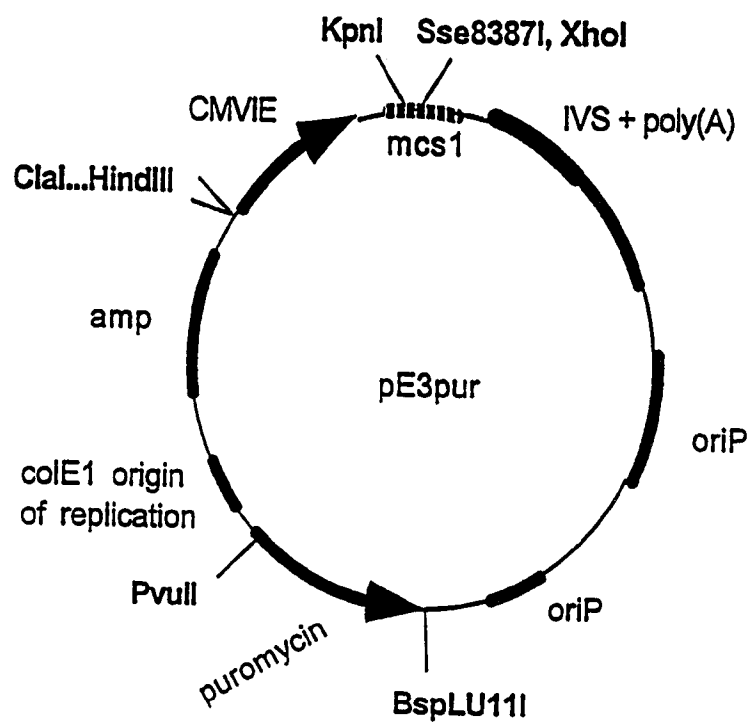 KpnI Sse8387I, XhoI
CMVIE
IVS + poly(A)
mcs1
ClaI...HindIII
amp
pE3pur
oriP
colE1 origin
of replication
PvuII
oriP
puromycin
BspLU11I